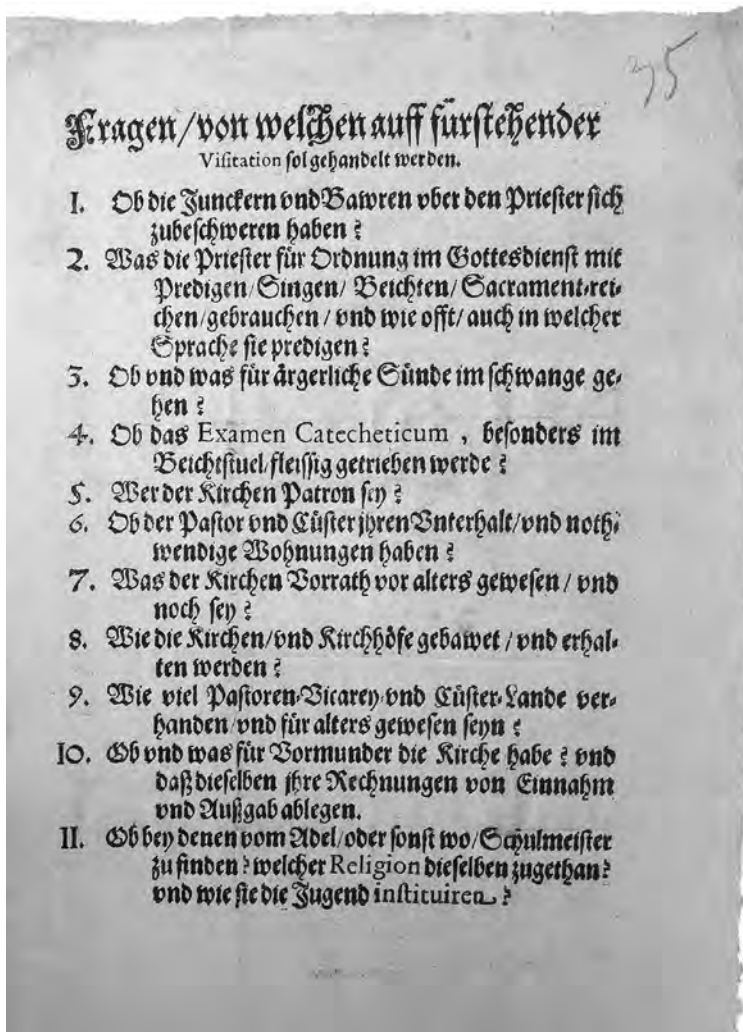 35
Fragen/von welchen auff fürstehender
Visitation sol gehandelt werden.
1. Ob die Junckern vnd Bawren vber den Priester sich
zubeschweren haben?
2. Was die Priester für Ordnung im Gottesdienst mit
Predigen/Singen/ Beichten/ Sacrament-rei-
chen/gebrauchen / vnd wie offt/ auch in welcher
Sprache sie predigen?
3. Ob vnd was für ärgerliche Sünde im schwange ge-
hen?
4. Ob das Examen Catecheticum , besonders im
Beichtstuel/fleissig getrieben werde?
5. Wer der Kirchen Patron sey?
6. Ob der Pastor vnd Cüster jhren Vnterhalt/vnd noth-
wendige Wohnungen haben?
7. Was der Kirchen Vorrath vor alters gewesen / vnd
noch sey?
8. Wie die Kirchen/vnd Kirchhöfe gebawet / vnd erhal-
ten werden?
9. Wie viel Pastoren-Vicarey-vnd Cüster-Lande ver-
handen/vnd für alters gewesen seyn?
10. Ob vnd was für Vormunder die Kirche habe? vnd
daß dieselben jhre Rechnungen von Einnahm
vnd Außgab ablegen.
11. Ob bey denen vom Adel/oder sonst wo/Schulmeister
zu finden? welcher Religion dieselben zugethan?
vnd wie sie die Jugend instituiren?